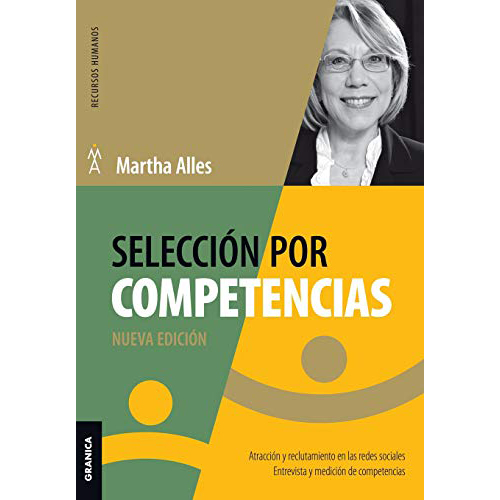 RECURSOS HUMANOS
MA
Martha Alles
SELECCIÓN POR
COMPETENCIAS
NUEVA EDICIÓN
Atracción y reclutamiento en las redes sociales
Entrevista y medición de competencias
GRANICA